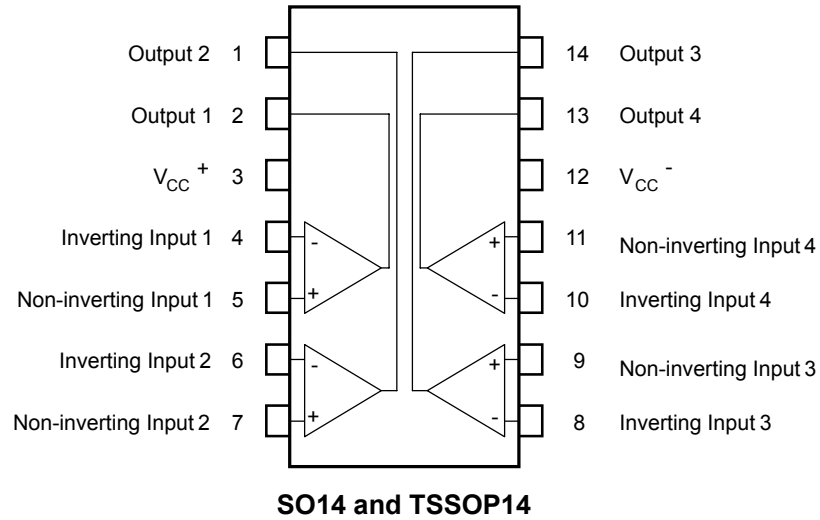 Output 2 1
14 Output 3
Output 1 2
13 Output 4
VCC + 3
12 VCC -
Inverting Input 1 4
-
+
11 Non-inverting Input 4
Non-inverting Input 1 5
+
-
10 Inverting Input 4
Inverting Input 2 6
-
+
9 Non-inverting Input 3
Non-inverting Input 2 7
+
-
8 Inverting Input 3
SO14 and TSSOP14